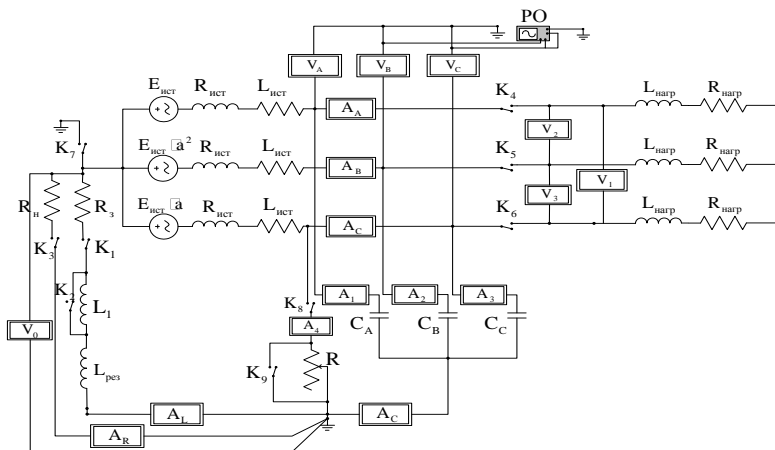 PO
V_A V_B V_C
E_ист R_ист L_ист A_A K_4 L_нагр R_нагр
K_7
V_2
E_ист a² R_ист L_ист A_B K_5 L_нагр R_нагр
V_1
V_3
R_н R_з
E_ист a R_ист L_ист A_C K_6 L_нагр R_нагр
K_3 K_1
K_2 L_1
K_8 A_1 A_2 A_3
V_0 A_4 C_A C_B C_C
K_9 R
L_рез
A_L A_C
A_R